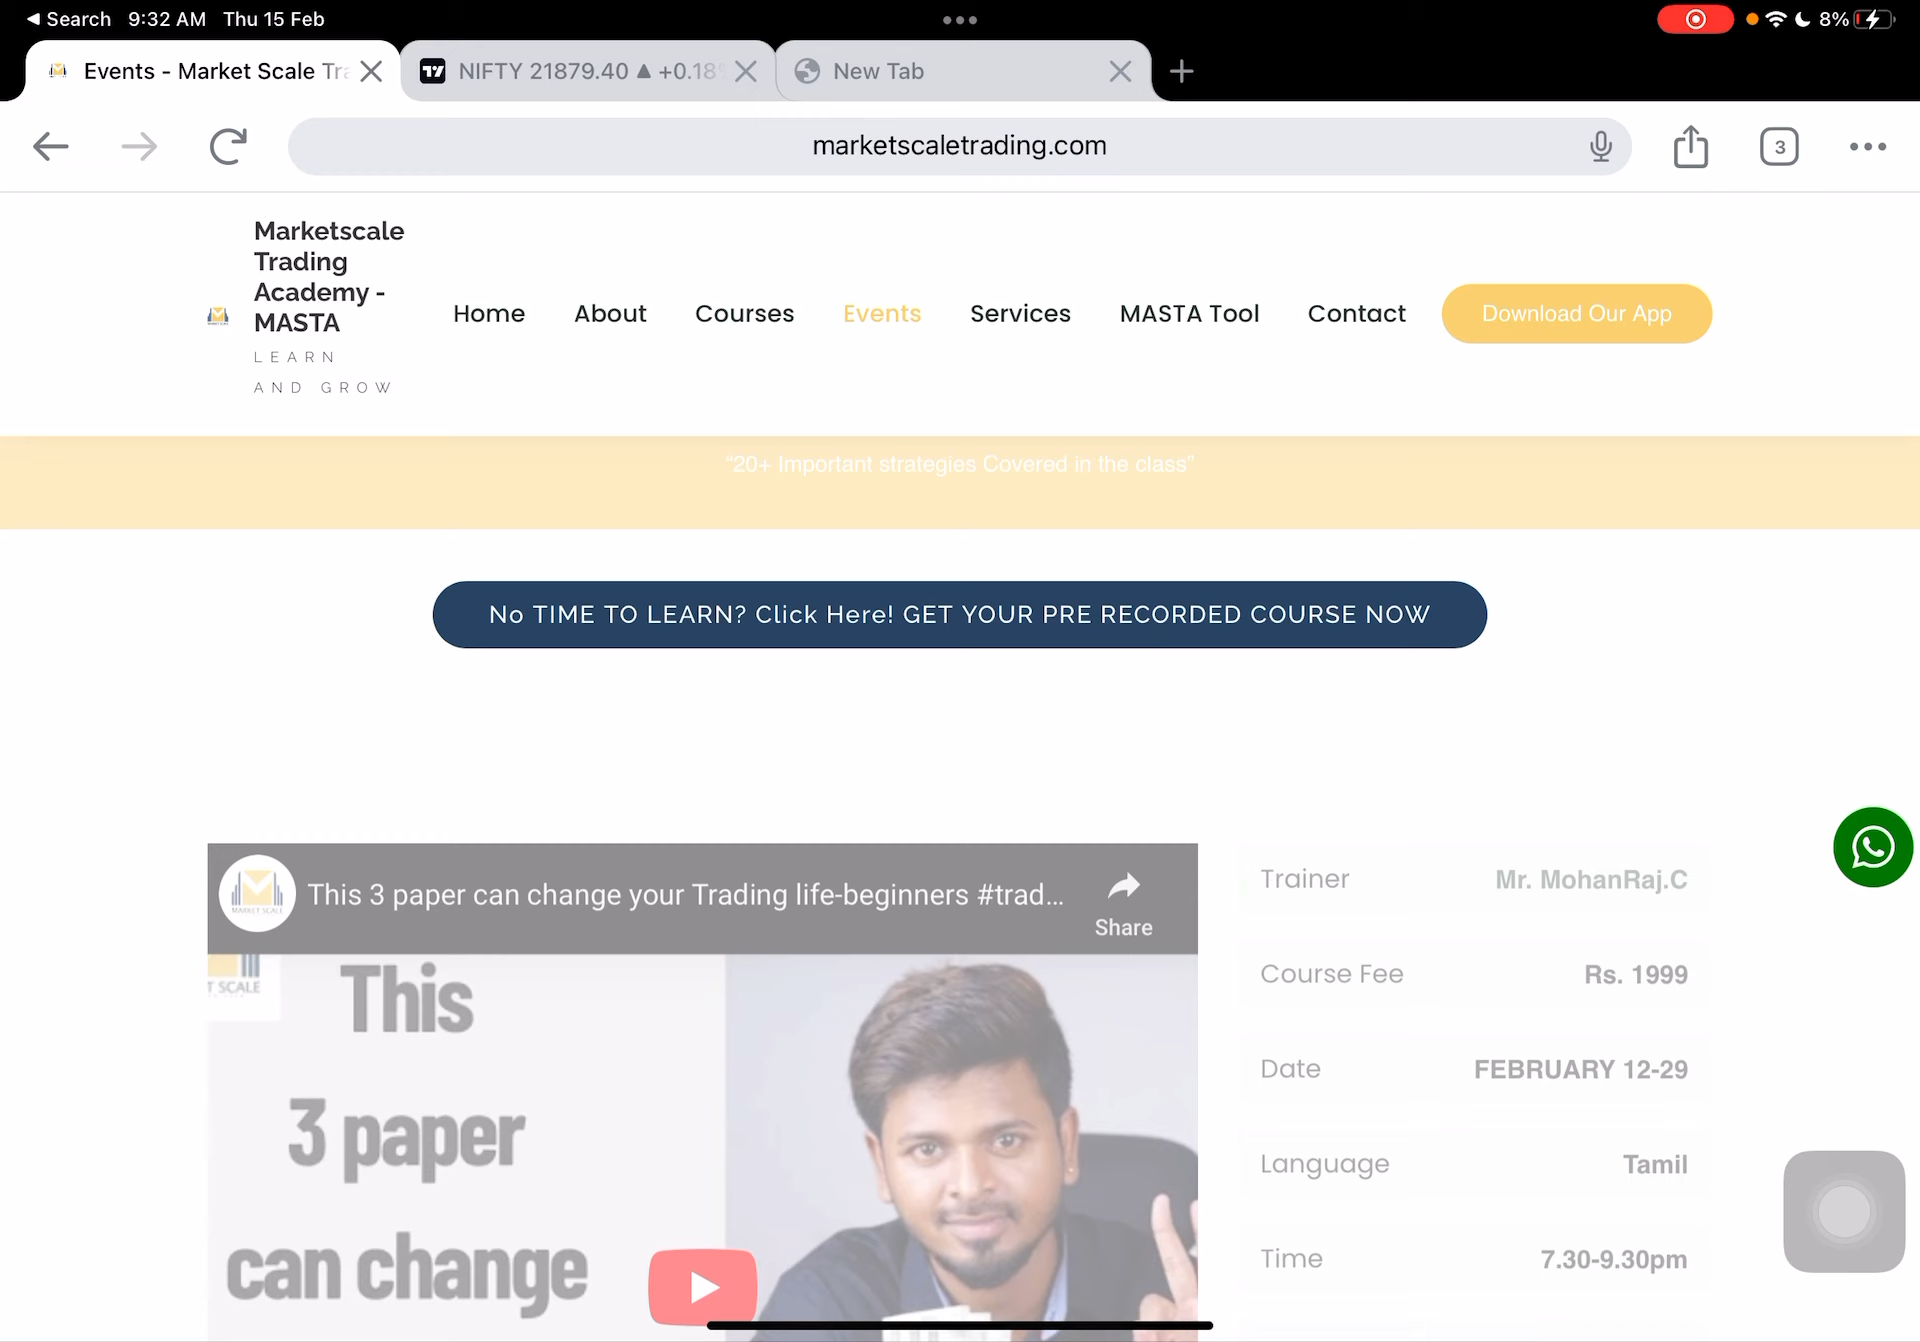 Search 9:32 AM Thu 15 Feb
8%
Events - Market Scale Tra
NIFTY 21879.40 ▲ +0.18%
New Tab
marketscaletrading.com
3
Marketscale
Trading
Academy -
MASTA
LEARN
AND GROW
Home About Courses Events Services MASTA Tool Contact Download Our App
“20+ Important strategies Covered in the class”
No TIME TO LEARN? Click Here! GET YOUR PRE RECORDED COURSE NOW
MARKET SCALE
This 3 paper can change your Trading life-beginners #trad...
Share
T SCALE
This
3 paper
can change
Trainer Mr. MohanRaj.C
Course Fee Rs. 1999
Date FEBRUARY 12-29
Language Tamil
Time 7.30-9.30pm